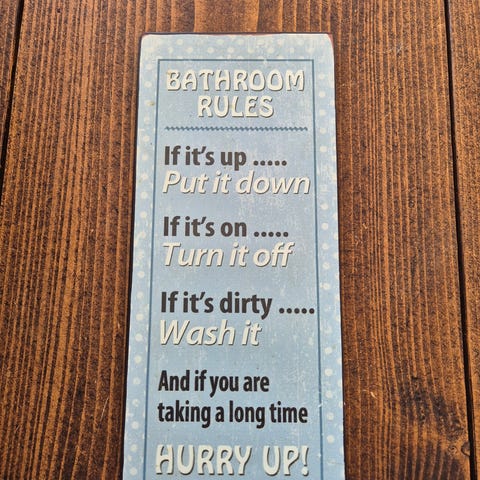 BATHROOM
RULES
If it's up .....
Put it down
If it's on .....
Turn it off
If it's dirty .....
Wash it
And if you are
taking a long time
HURRY UP!